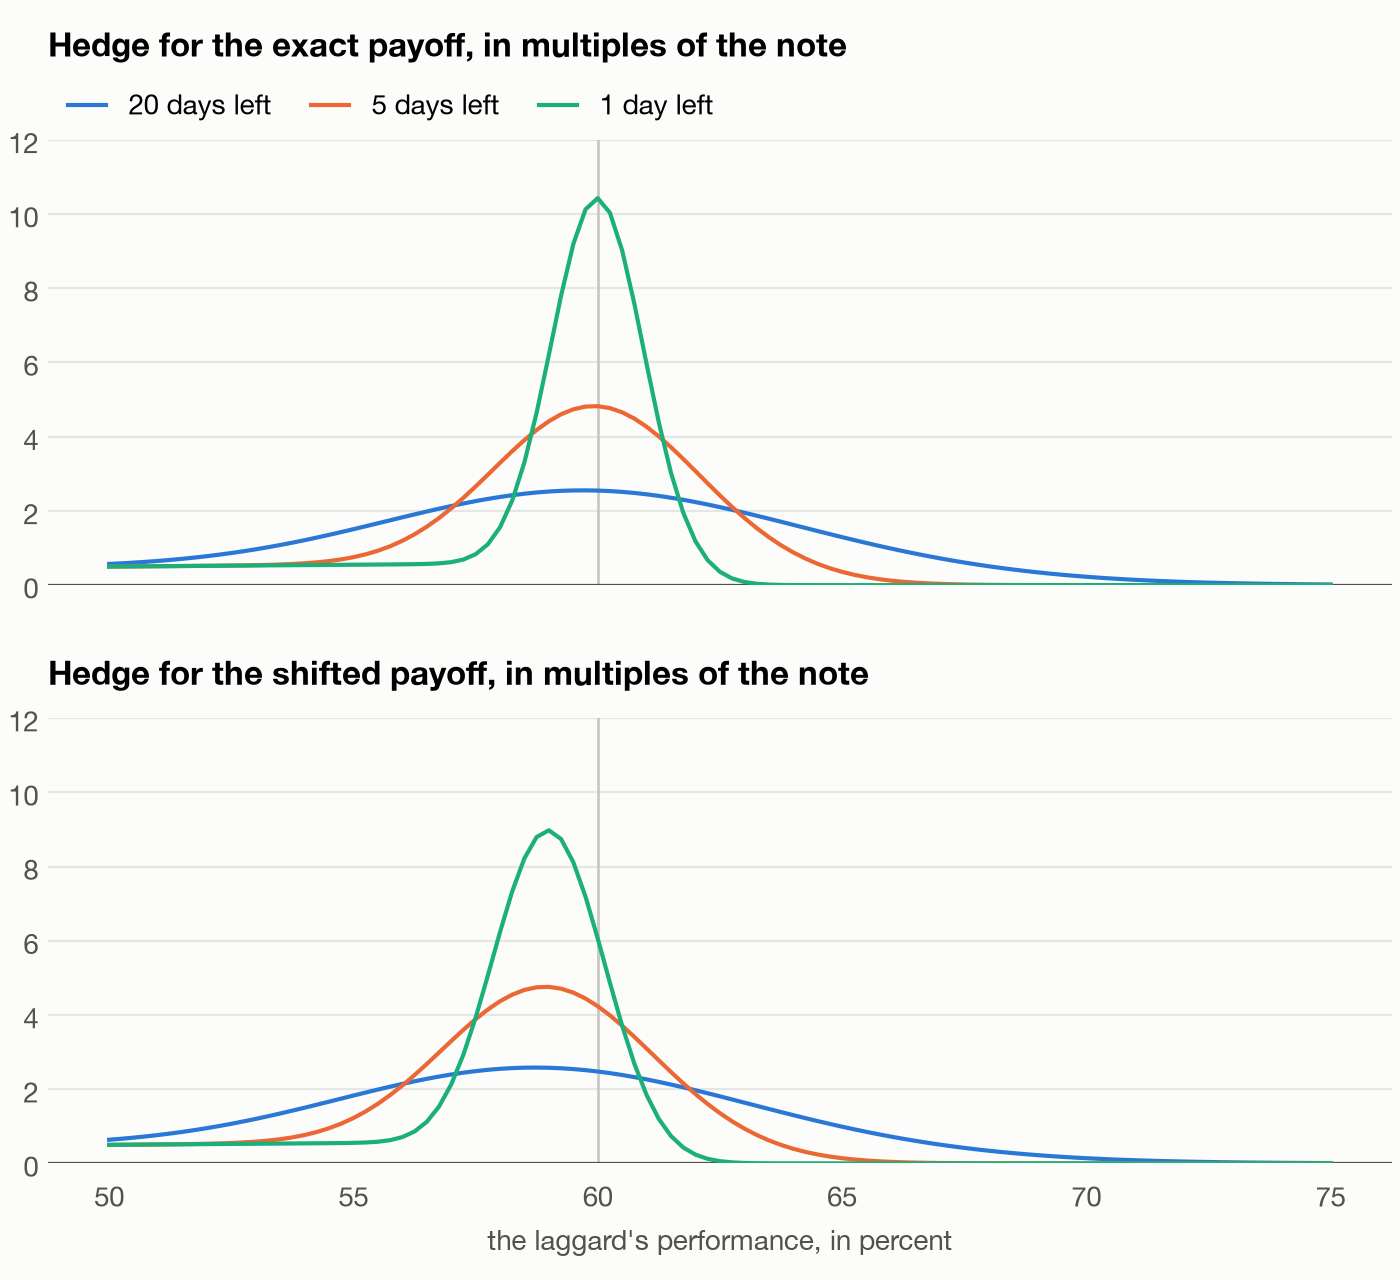 Hedge for the exact payoff, in multiples of the note
20 days left 5 days left 1 day left
12
10
8
6
4
2
0
Hedge for the shifted payoff, in multiples of the note
12
10
8
6
4
2
0
50 55 60 65 70 75
the laggard's performance, in percent